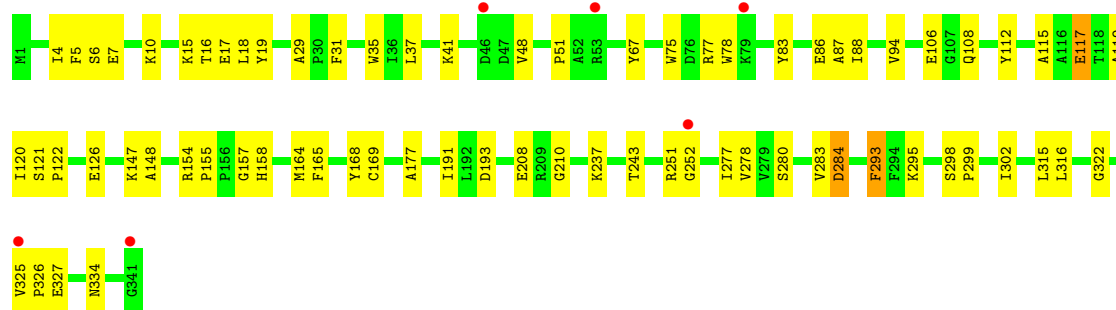 M1 I4 F5 S6 E7 K10 K15 T16 E17 L18 Y19 A29 P30 F31 W35 I36 L37 K41 D46 D47 V48 P51 A52 R53 Y67 W75 D76 R77 W78 K79 Y83 E86 A87 I88 V94 E106 G107 Q108 Y112 A115 A116 E117 T118
I120 S121 P122 E126 K147 A148 R154 P155 P156 G157 H158 M164 F165 Y168 C169 A177 I191 L192 D193 E208 R209 G210 K237 T243 R251 G252 I277 V278 V279 S280 V283 D284 F293 F294 K295 S298 P299 I302 L315 L316 G322
V325 P326 E327 N334 G341